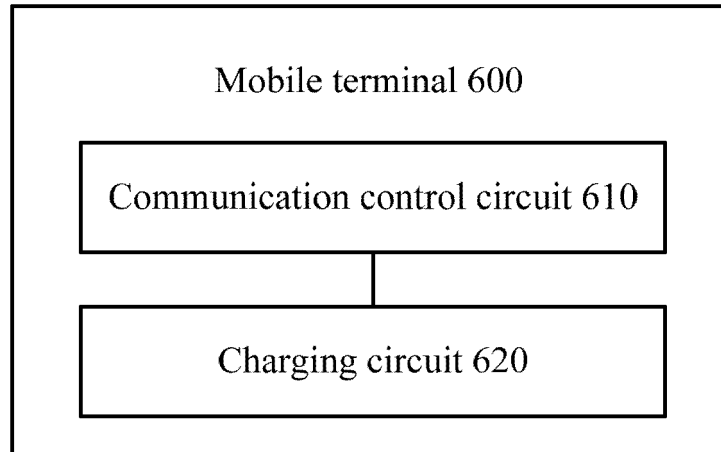 Mobile terminal 600
Communication control circuit 610
Charging circuit 620